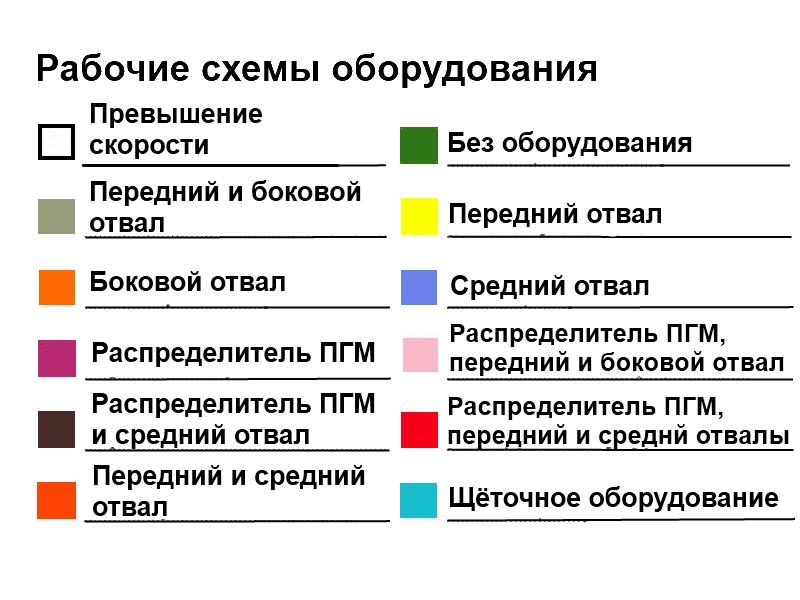 Рабочие схемы оборудования
Превышение
скорости
Без оборудования
Передний и боковой
отвал
Передний отвал
Боковой отвал
Средний отвал
Распределитель ПГМ
Распределитель ПГМ,
передний и боковой отвал
Распределитель ПГМ
и средний отвал
Распределитель ПГМ,
передний и среднй отвалы
Передний и средний
отвал
Щёточное оборудование